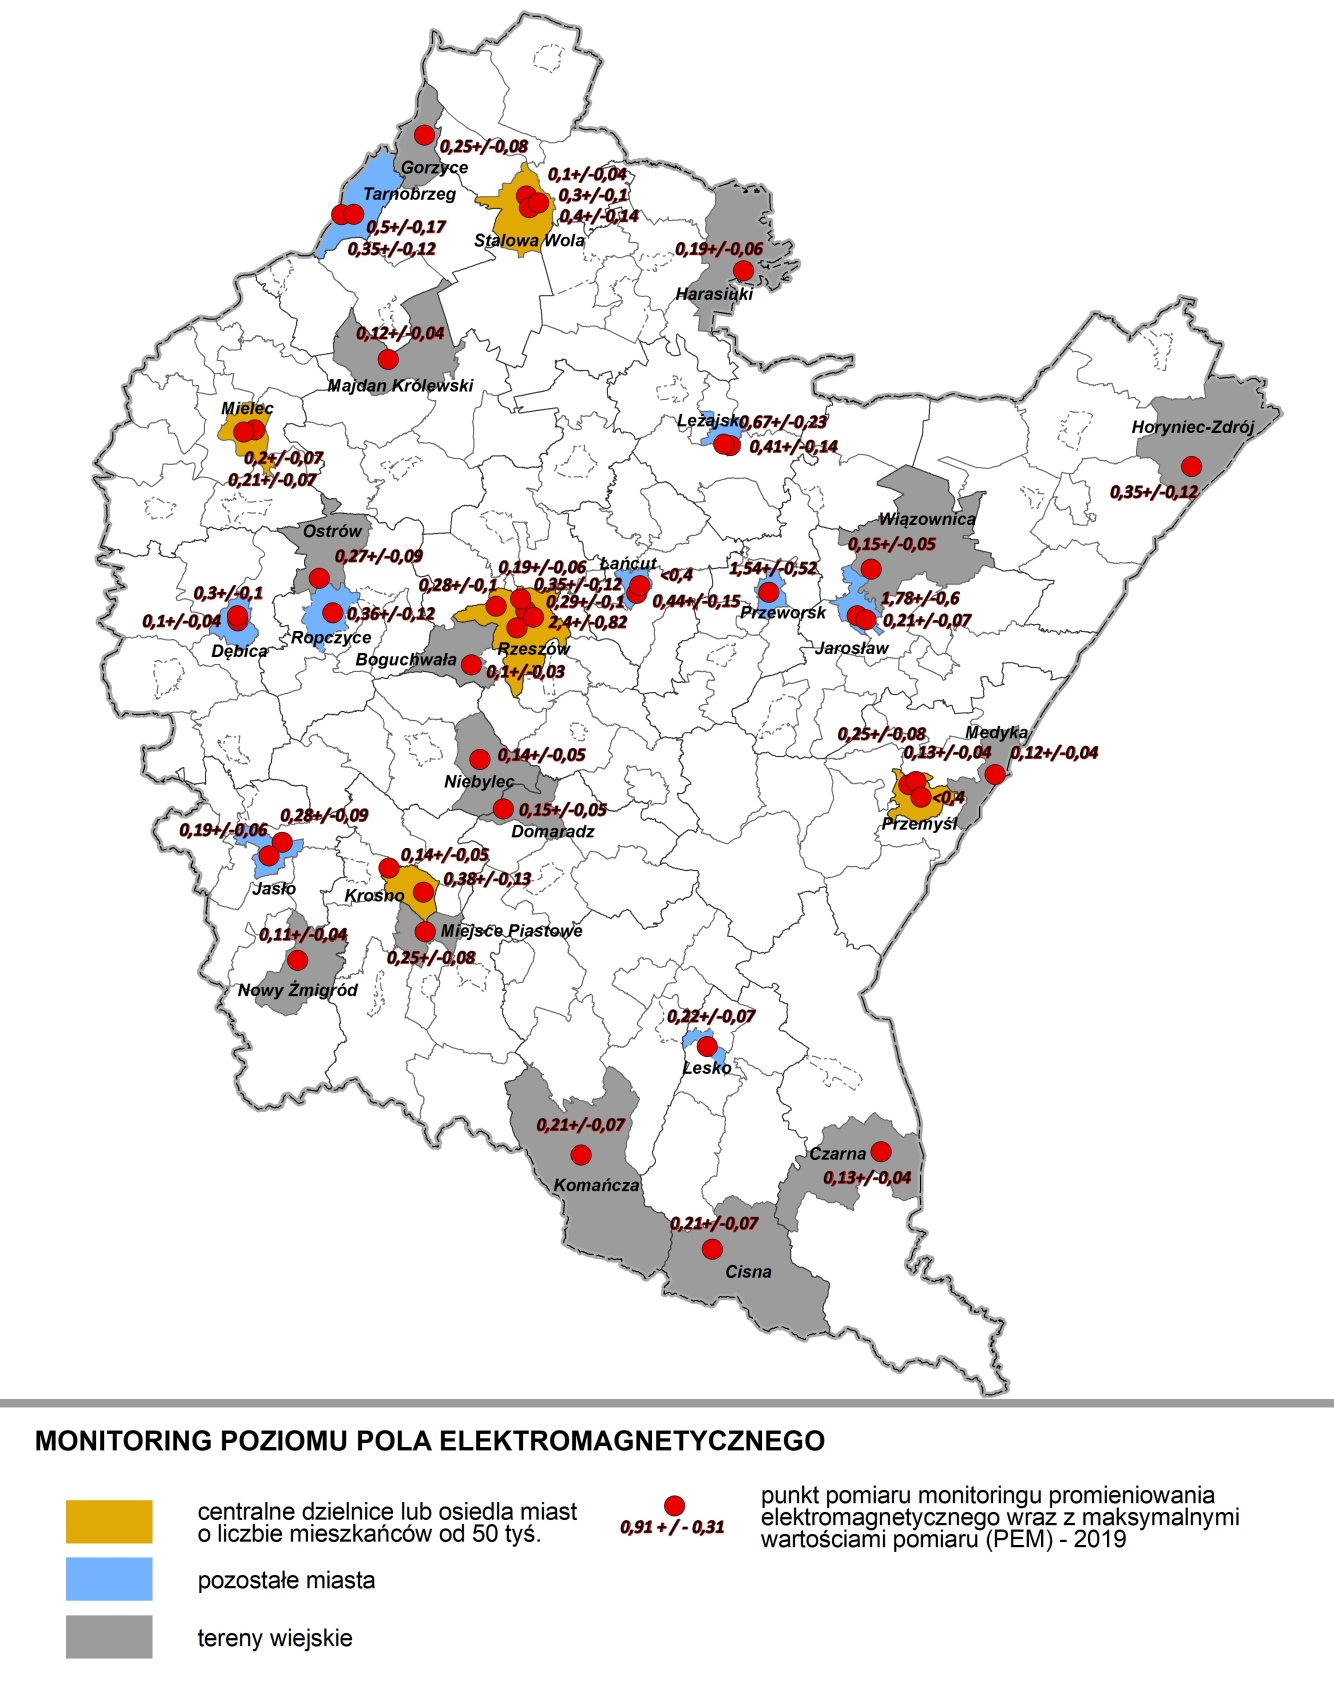 0,25+/-0,08
Gorzyce
Tarnobrzeg
0,5+/-0,17
0,35+/-0,12
0,1+/-0,04
0,3+/-0,1
0,4+/-0,14
Stalowa Wola
0,19+/-0,06
Harasiuki
0,12+/-0,04
Majdan Królewski
Mielec
0,2+/-0,07
0,21+/-0,07
Leżajsk
0,67+/-0,23
0,41+/-0,14
Horyniec-Zdrój
0,35+/-0,12
Wiązownica
0,15+/-0,05
Ostrów
0,27+/-0,09
0,3+/-0,1
0,1+/-0,04
Dębica
0,36+/-0,12
Ropczyce
0,19+/-0,06
0,28+/-0,1
0,35+/-0,12
0,29+/-0,1
2,4+/-0,82
Rzeszów
Boguchwała
0,1+/-0,03
Łańcut
<0,4
0,44+/-0,15
1,54+/-0,52
Przeworsk
1,78+/-0,6
0,21+/-0,07
Jarosław
0,25+/-0,08
0,13+/-0,04
<0,4
Przemyśl
Medyka
0,12+/-0,04
0,14+/-0,05
Niebylec
0,15+/-0,05
Domaradz
0,28+/-0,09
0,19+/-0,06
Jasło
0,14+/-0,05
0,38+/-0,13
Krosno
Miejsce Piastowe
0,25+/-0,08
0,11+/-0,04
Nowy Żmigród
0,22+/-0,07
Lesko
0,21+/-0,07
Komańcza
Czarna
0,13+/-0,04
0,21+/-0,07
Cisna
MONITORING POZIOMU POLA ELEKTROMAGNETYCZNEGO
centralne dzielnice lub osiedla miast
o liczbie mieszkańców od 50 tyś.
pozostałe miasta
tereny wiejskie
0,91 + / - 0,31
punkt pomiaru monitoringu promieniowania
elektromagnetycznego wraz z maksymalnymi
wartościami pomiaru (PEM) - 2019